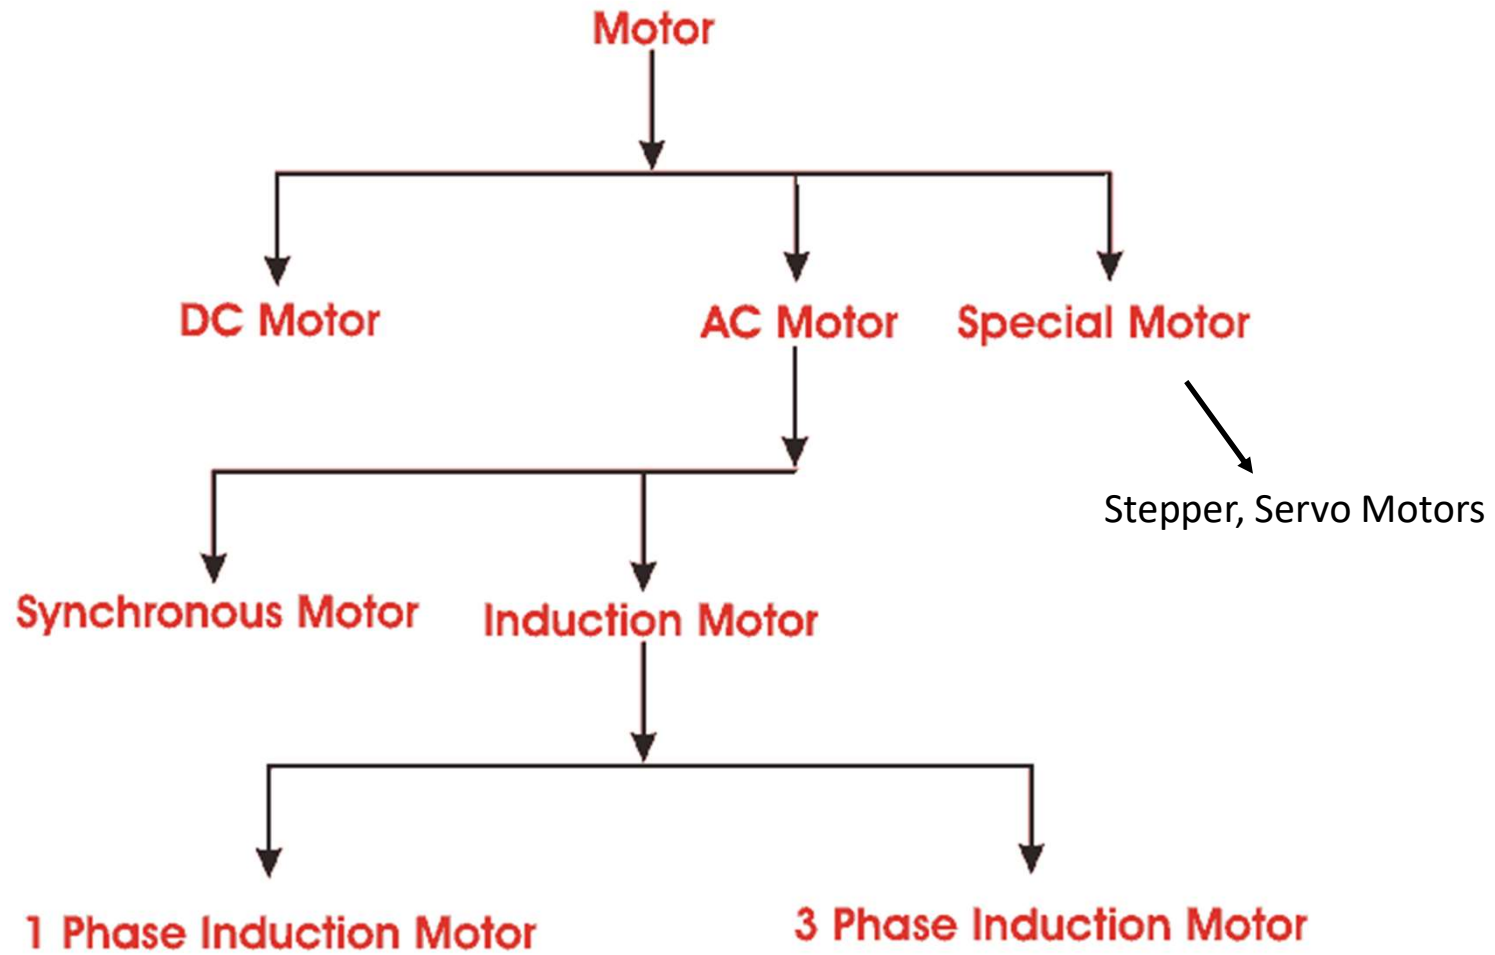 Motor
DC Motor
AC Motor
Special Motor
Stepper, Servo Motors
Synchronous Motor
Induction Motor
1 Phase Induction Motor
3 Phase Induction Motor